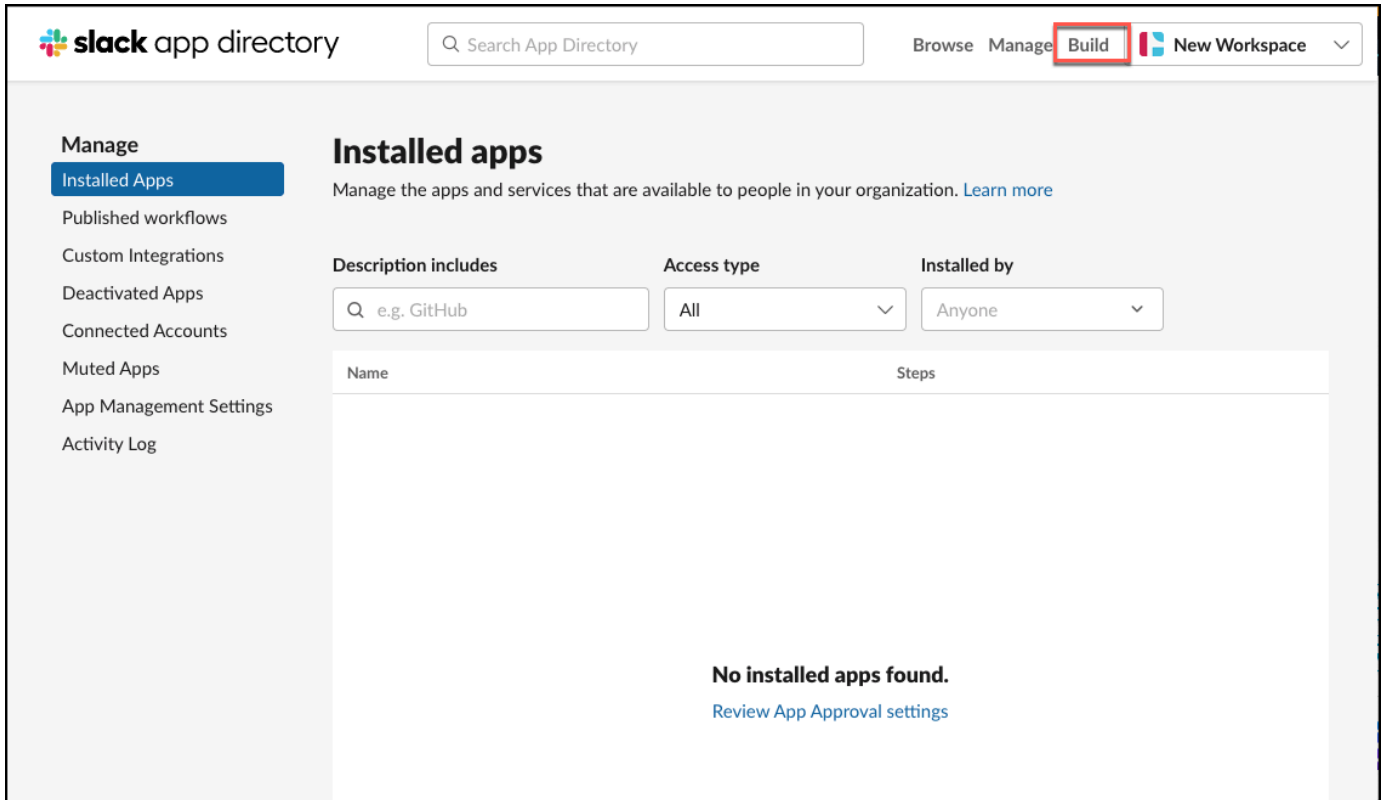 slack app directory
Search App Directory
Browse Manage Build New Workspace
Manage
Installed Apps
Published workflows
Custom Integrations
Deactivated Apps
Connected Accounts
Muted Apps
App Management Settings
Activity Log
Installed apps
Manage the apps and services that are available to people in your organization. Learn more
Description includes Access type Installed by
e.g. GitHub All Anyone
Name Steps
No installed apps found.
Review App Approval settings